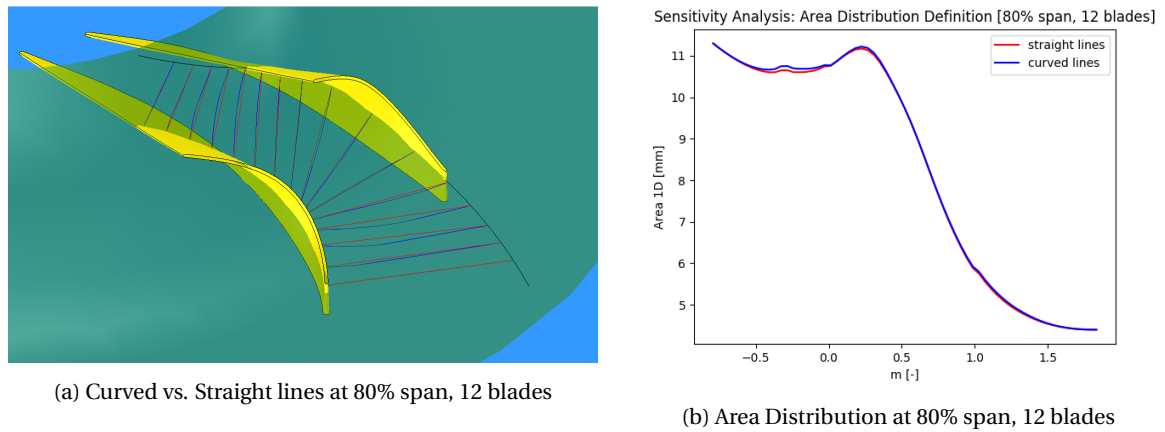 (a) Curved vs. Straight lines at 80% span, 12 blades
Sensitivity Analysis: Area Distribution Definition [80% span, 12 blades]
straight lines
curved lines
Area 1D [mm]
11
10
9
8
7
6
5
−0.5
0.0
0.5
1.0
1.5
m [-]
(b) Area Distribution at 80% span, 12 blades